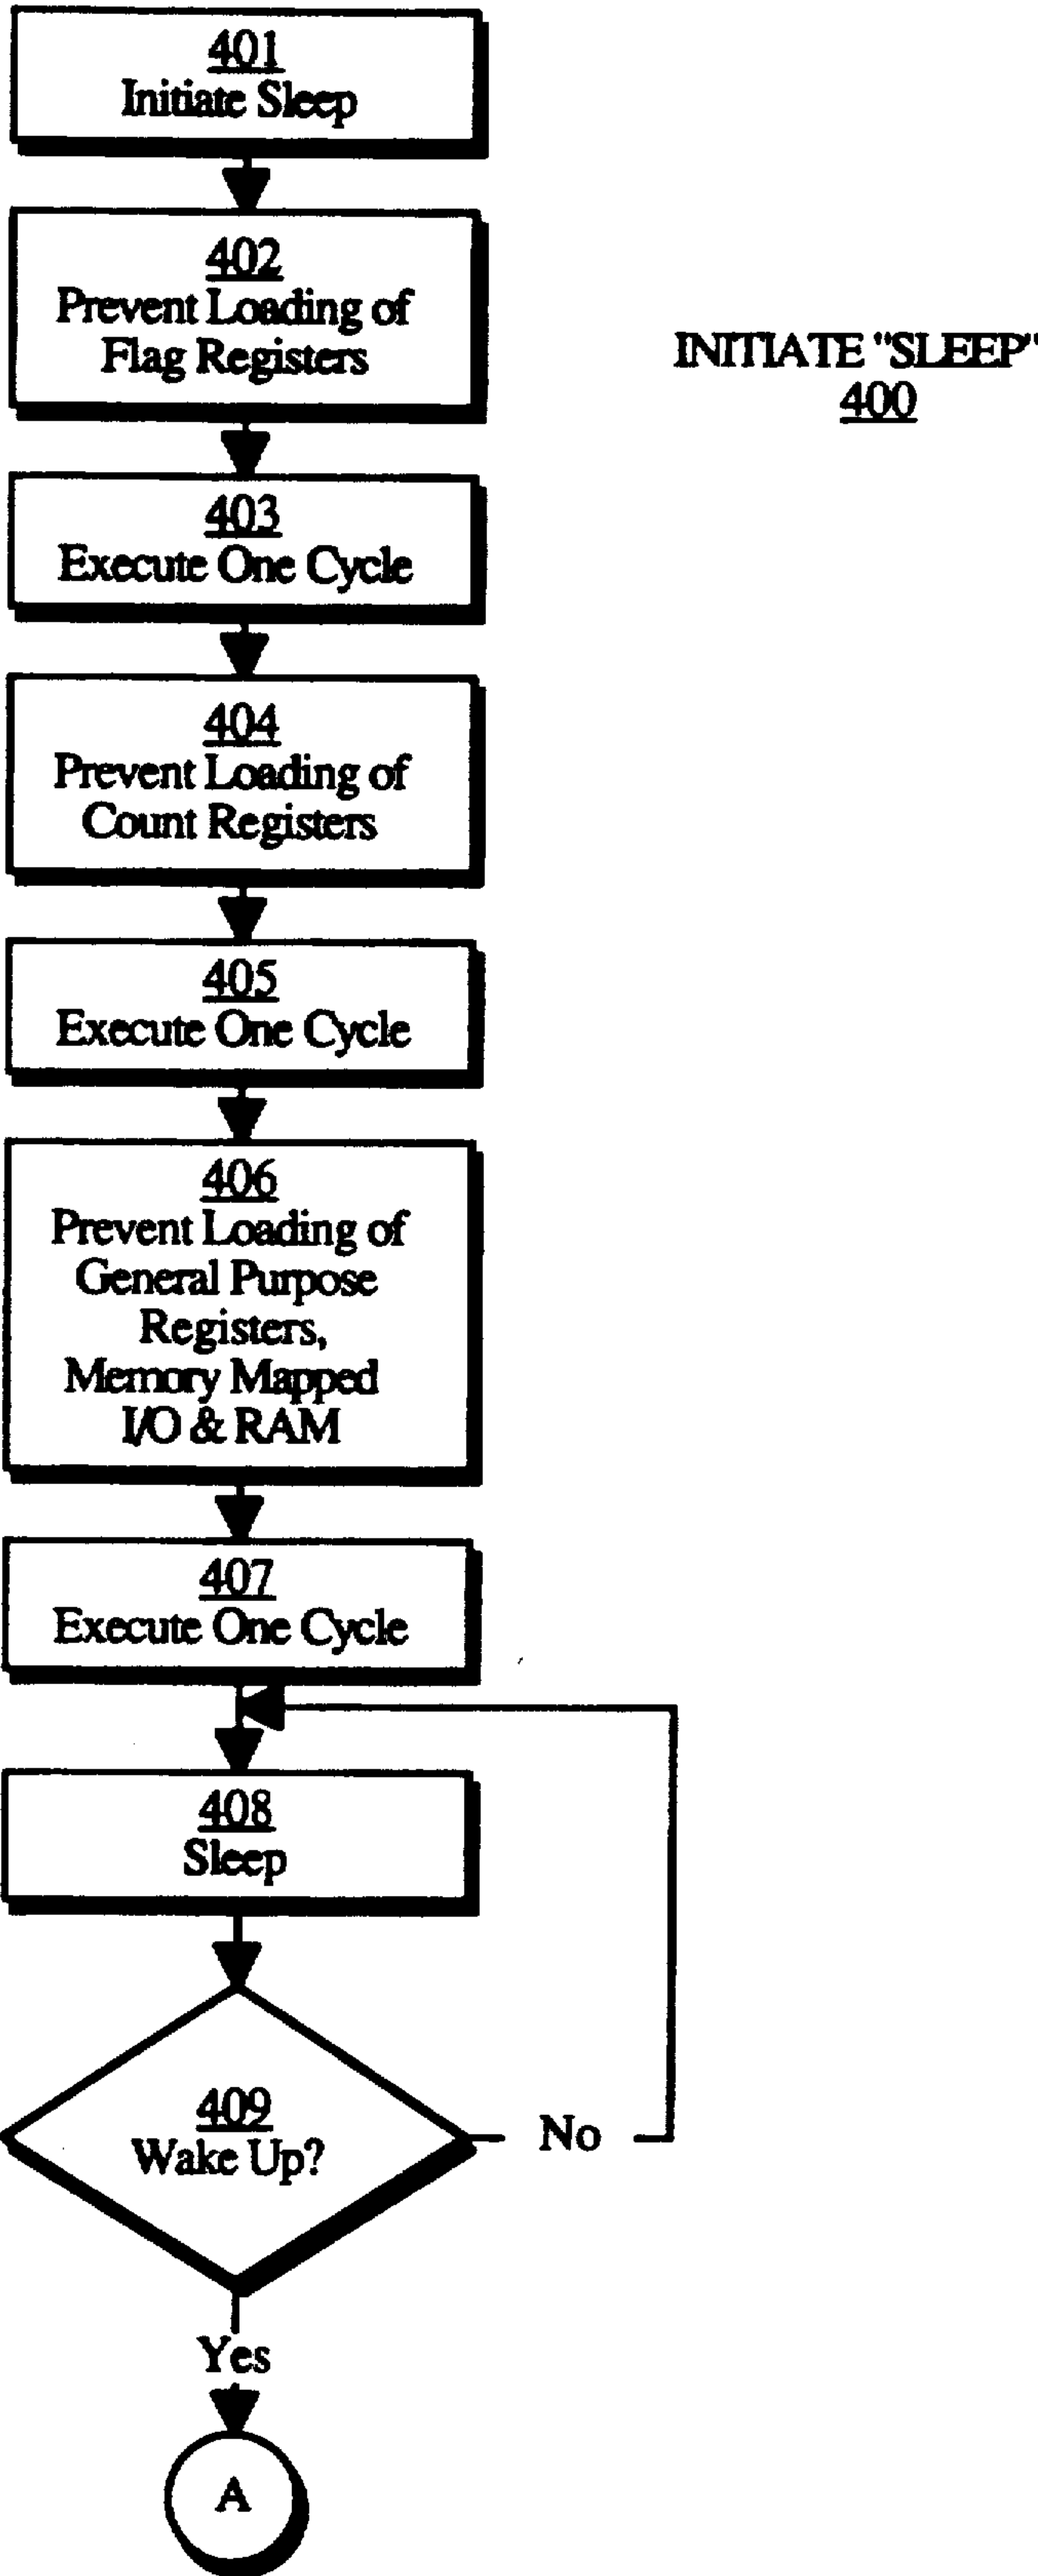 401
Initiate Sleep
402
Prevent Loading of
Flag Registers
INITIATE "SLEEP"
400
403
Execute One Cycle
404
Prevent Loading of
Count Registers
405
Execute One Cycle
406
Prevent Loading of
General Purpose
Registers,
Memory Mapped
I/O & RAM
407
Execute One Cycle
408
Sleep
409
Wake Up?
No
Yes
A